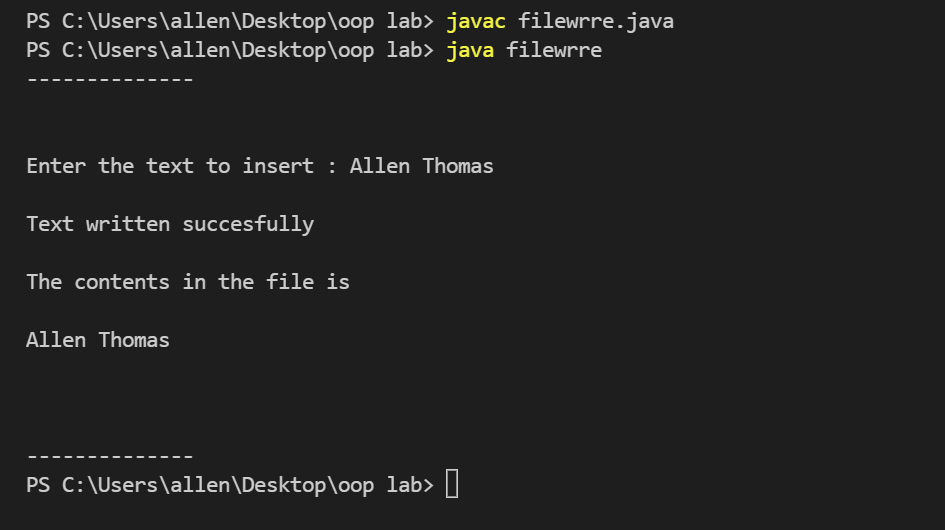 PS C:\Users\allen\Desktop\oop lab> javac filewrre.java
PS C:\Users\allen\Desktop\oop lab> java filewrre
--------------
Enter the text to insert : Allen Thomas
Text written succesfully
The contents in the file is
Allen Thomas
--------------
PS C:\Users\allen\Desktop\oop lab>